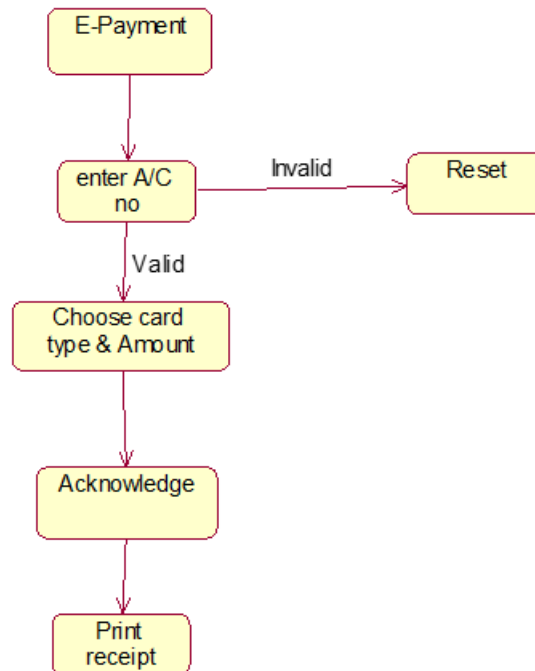 E-Payment
enter A/C
no
Invalid
Reset
Valid
Choose card
type & Amount
Acknowledge
Print
receipt